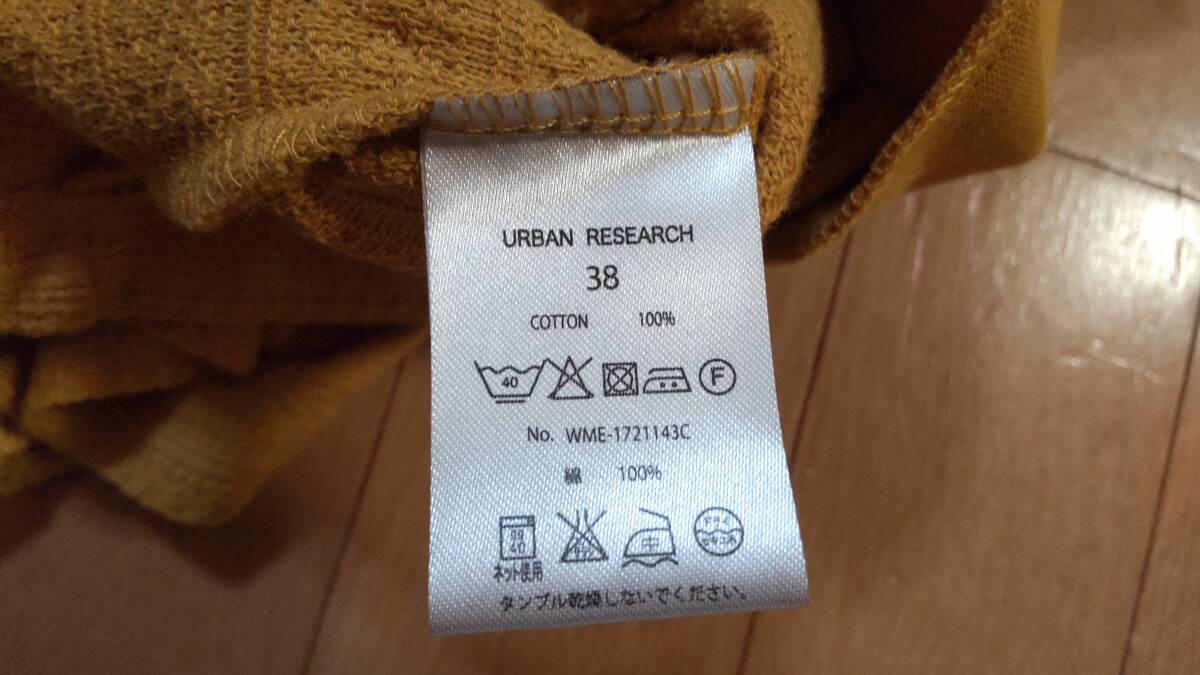 URBAN RESEARCH
38
COTTON 100%
40 F
No. WME-1721143C
綿 100%
40 中 ドライ
ネット使用
タンブル乾燥しないでください。